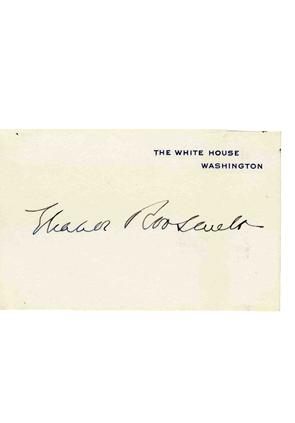 THE WHITE HOUSE
WASHINGTON
Eleanor Roosevelt